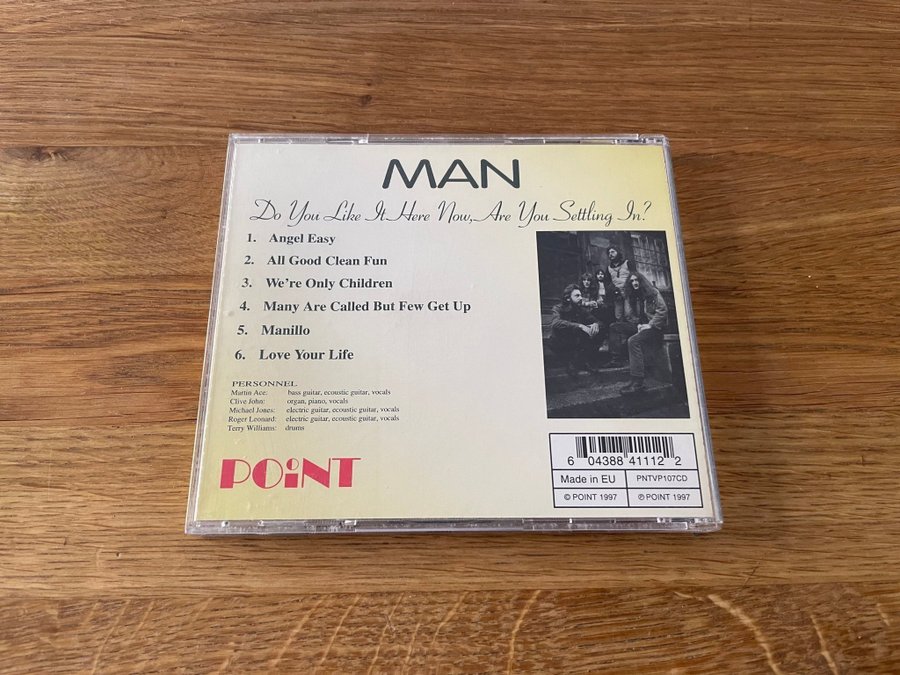 MAN
Do You Like It Here Now, Are You Settling In?
1. Angel Easy
2. All Good Clean Fun
3. We're Only Children
4. Many Are Called But Few Get Up
5. Manillo
6. Love Your Life
PERSONNEL
Martin Ace: bass guitar, ecoustic guitar, vocals
Clive John: organ, piano, vocals
Michael Jones: electric guitar, ecoustic guitar, vocals
Roger Leonard: electric guitar, ecoustic guitar, vocals
Terry Williams: drums
POiNT
6 04388 41112 2
Made in EU PNTVP107CD
© POINT 1997 ℗ POINT 1997